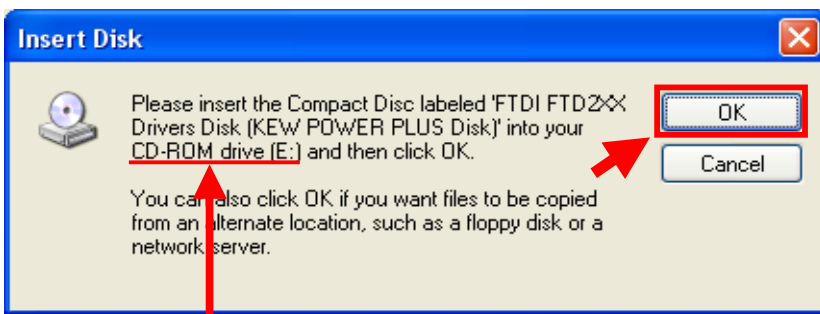 Insert Disk
Please insert the Compact Disc labeled 'FTDI FTD2XX
Drivers Disk (KEW POWER PLUS Disk)' into your
CD-ROM drive (E:) and then click OK.
You can also click OK if you want files to be copied
from an alternate location, such as a floppy disk or a
network server.
OK
Cancel